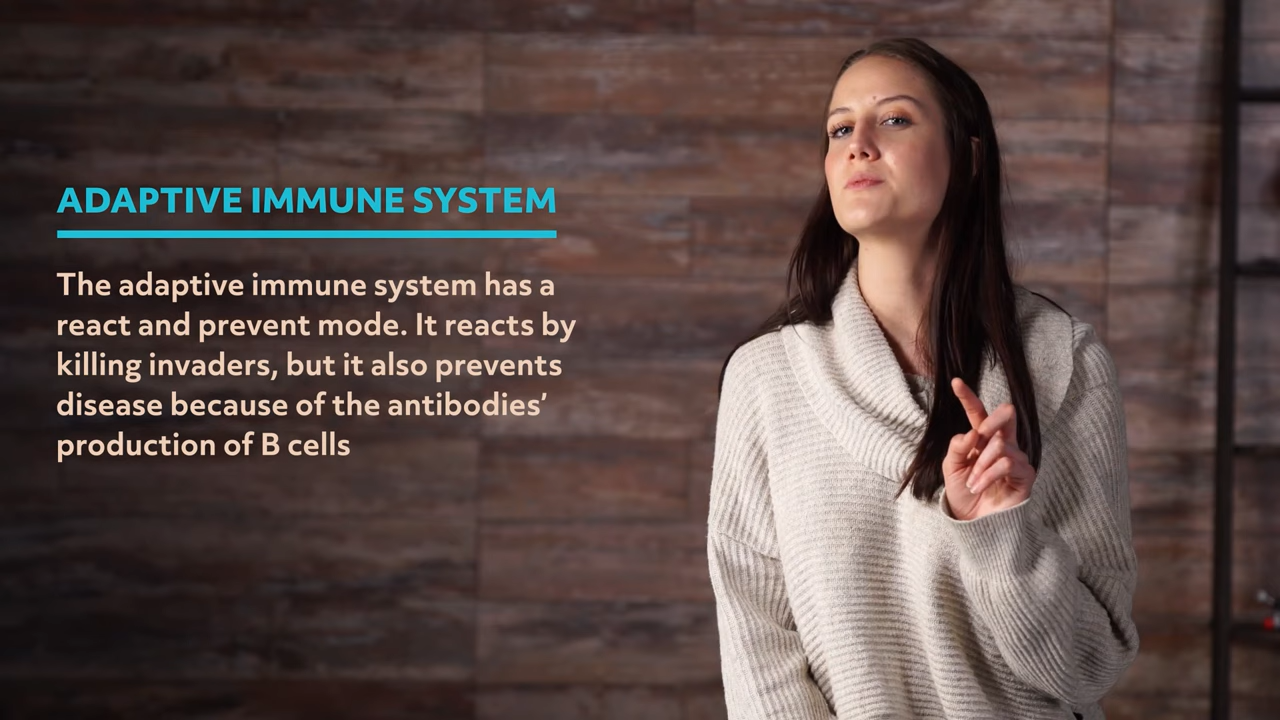 ADAPTIVE IMMUNE SYSTEM
The adaptive immune system has a
react and prevent mode. It reacts by
killing invaders, but it also prevents
disease because of the antibodies’
production of B cells